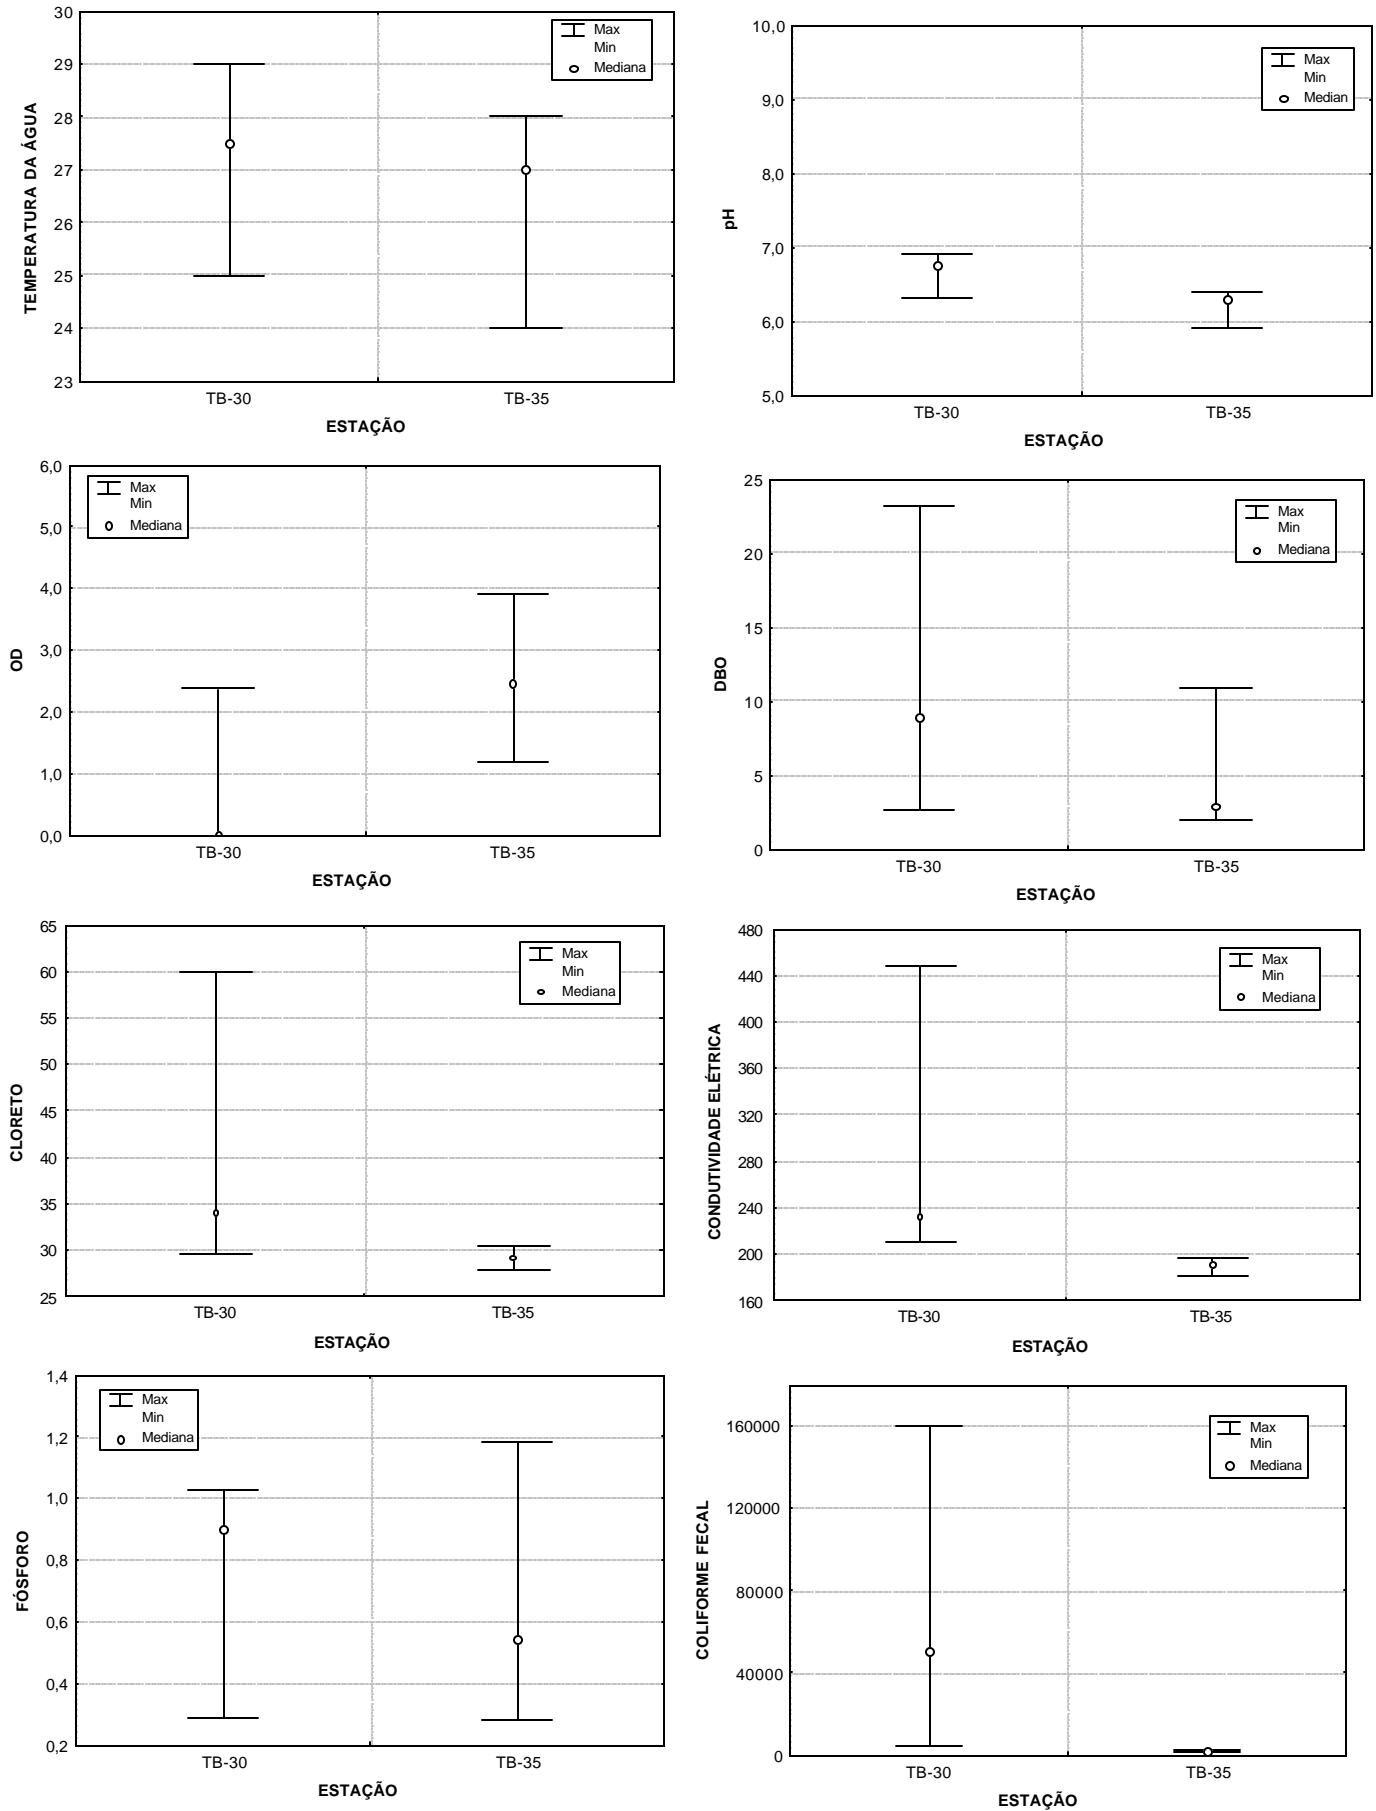 30
29
28
27
26
25
24
23
TEMPERATURA DA ÁGUA
Max
Min
Mediana
TB-30
TB-35
ESTAÇÃO
10,0
9,0
8,0
7,0
6,0
5,0
pH
Max
Min
Median
TB-30
TB-35
ESTAÇÃO
6,0
5,0
4,0
3,0
2,0
1,0
0,0
OD
Max
Min
Mediana
TB-30
TB-35
ESTAÇÃO
25
20
15
10
5
0
DBO
Max
Min
Mediana
TB-30
TB-35
ESTAÇÃO
65
60
55
50
45
40
35
30
25
CLORETO
Max
Min
Mediana
TB-30
TB-35
ESTAÇÃO
480
440
400
360
320
280
240
200
160
CONDUTIVIDADE ELÉTRICA
Max
Min
Mediana
TB-30
TB-35
ESTAÇÃO
1,4
1,2
1,0
0,8
0,6
0,4
0,2
FÓSFORO
Max
Min
Mediana
TB-30
TB-35
ESTAÇÃO
160000
120000
80000
40000
0
COLIFORME FECAL
Max
Min
Mediana
TB-30
TB-35
ESTAÇÃO